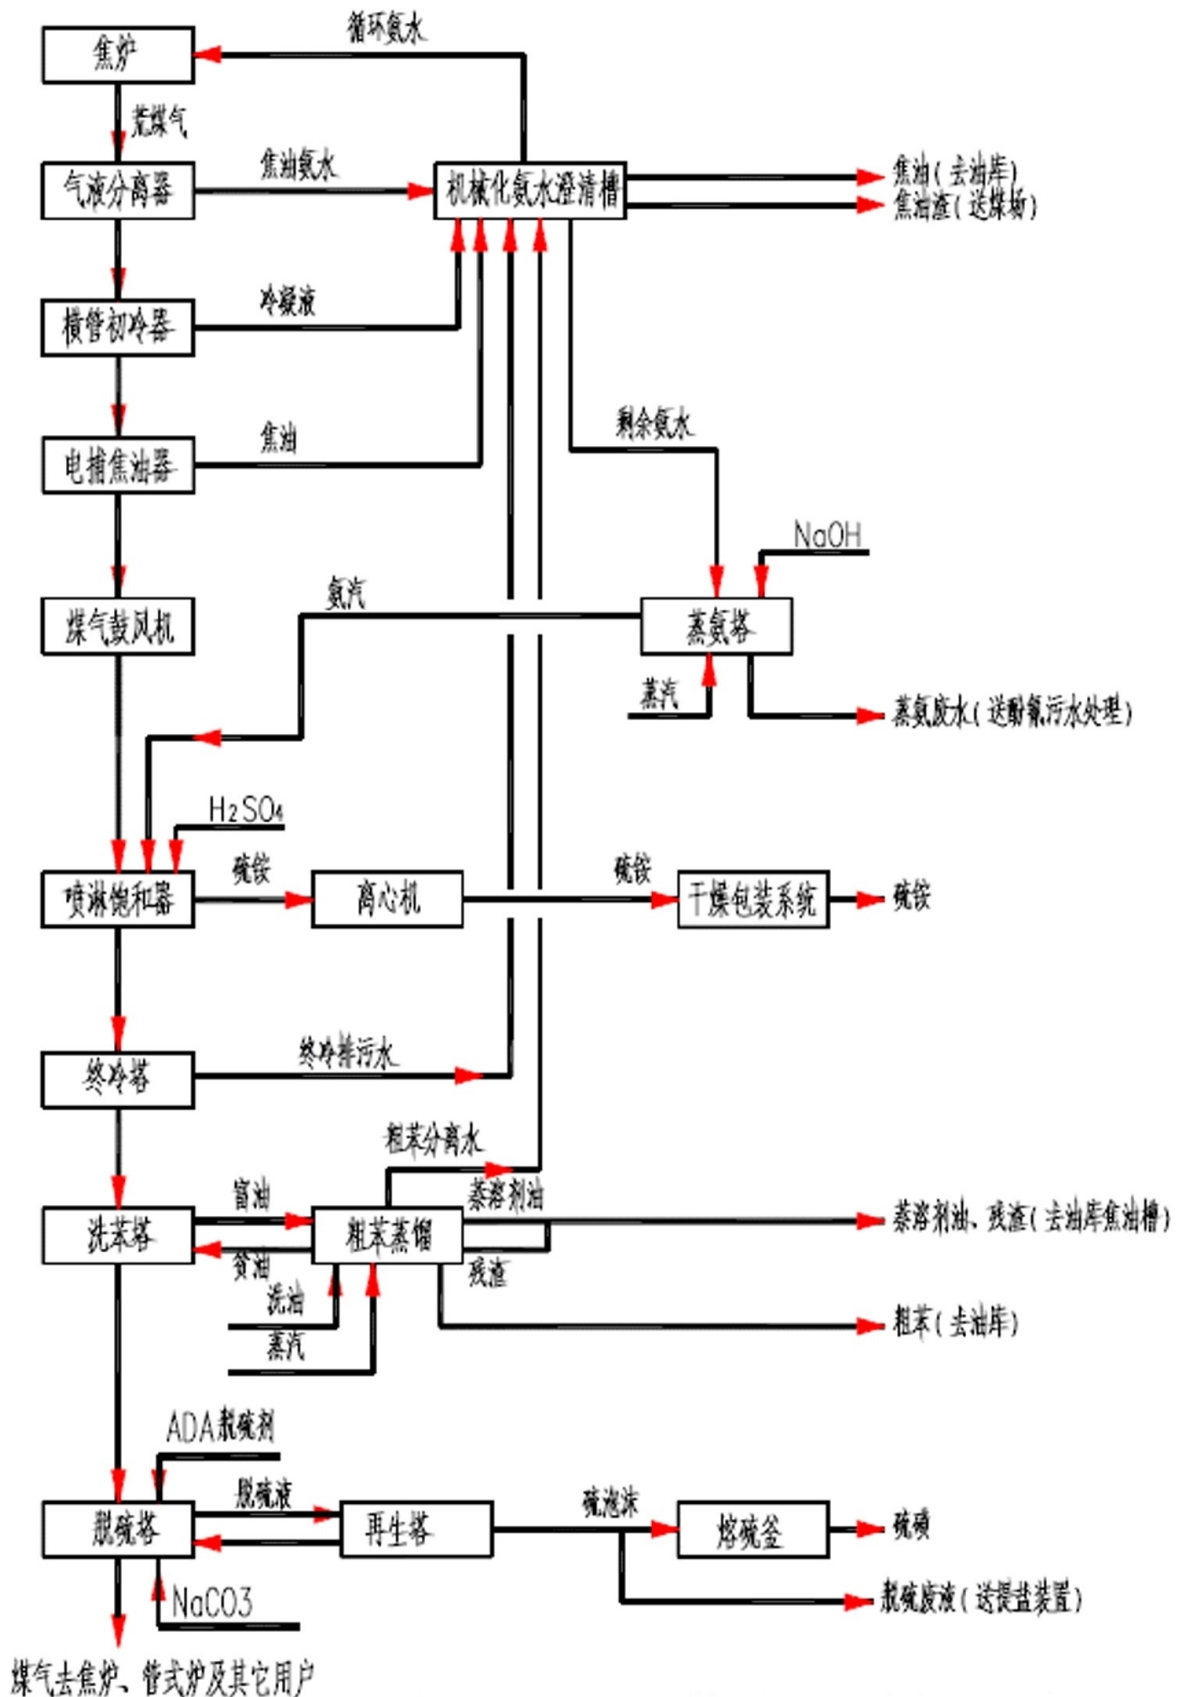 循环氨水
焦炉
荒煤气
焦油氨水
气液分离器
机械化氨水澄清槽
焦油(去油库)
焦油渣(送煤场)
冷凝液
横管初冷器
剩余氨水
焦油
电捕焦油器
NaOH
氨汽
煤气鼓风机
蒸氨塔
蒸汽
蒸氨废水(送酚氰污水处理)
H2SO4
硫铵
硫铵
喷淋饱和器
离心机
干燥包装系统
硫铵
终冷排污水
终冷塔
粗苯分离水
富油
萘溶剂油
洗苯塔
粗苯蒸馏
萘溶剂油、残渣(去油库焦油槽)
贫油
残渣
洗油
粗苯(去油库)
蒸汽
ADA脱硫剂
脱硫液
硫泡沫
脱硫塔
再生塔
熔硫釜
硫磺
NaCO3
脱硫废液(送提盐装置)
煤气去焦炉、管式炉及其它用户